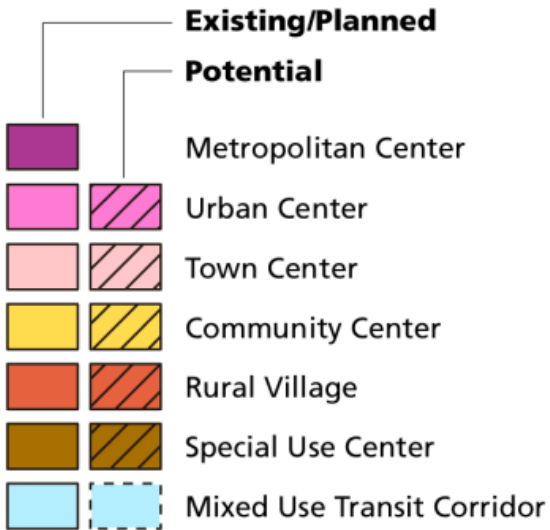 Existing/Planned
Potential
Metropolitan Center
Urban Center
Town Center
Community Center
Rural Village
Special Use Center
Mixed Use Transit Corridor